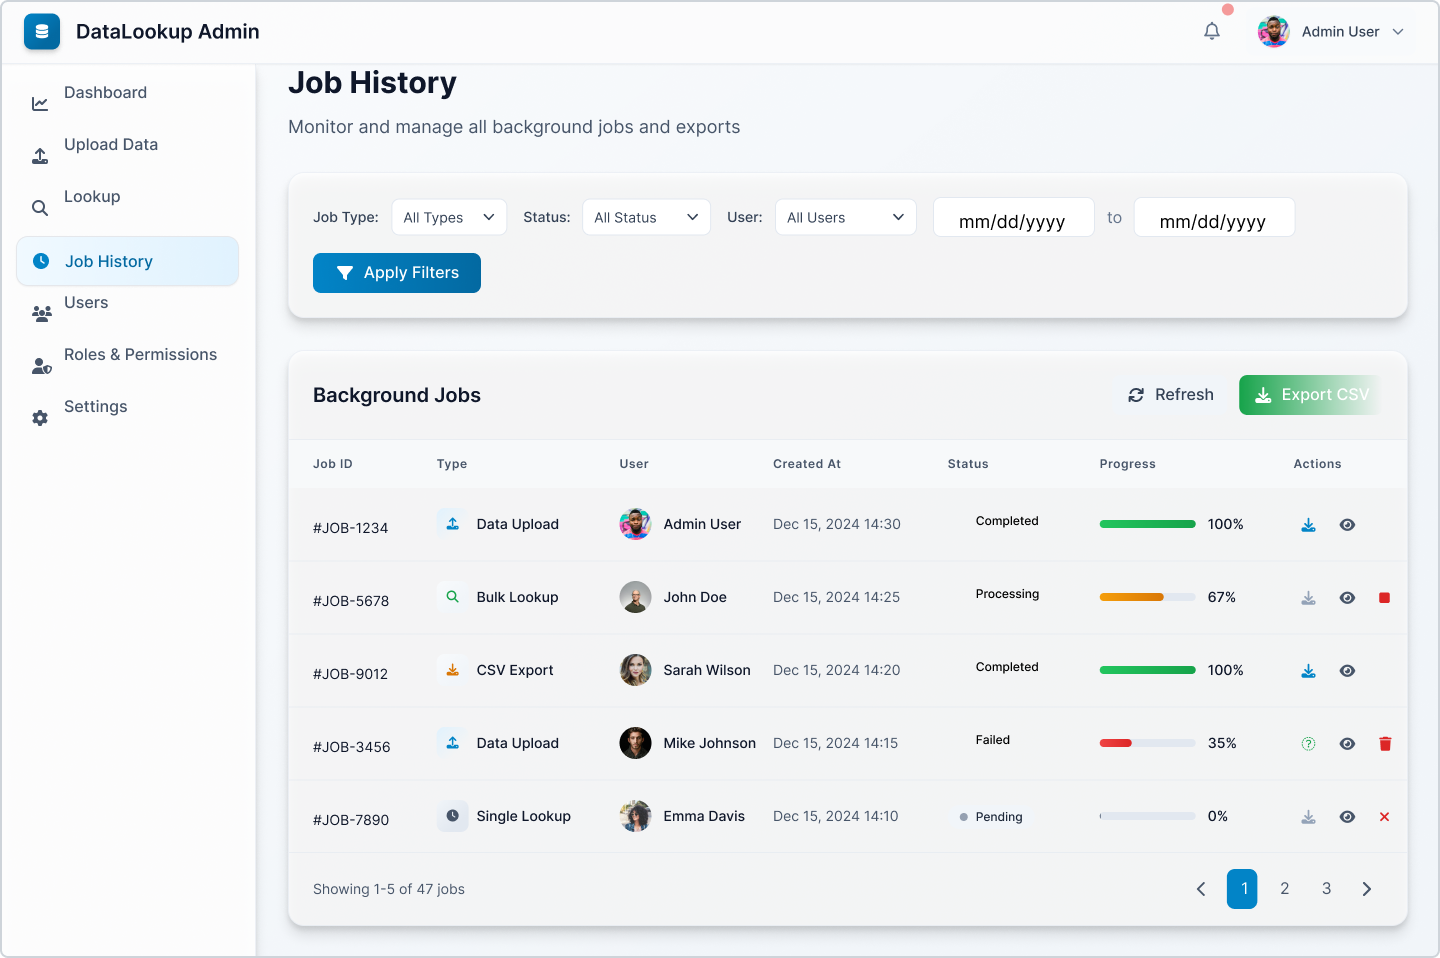 DataLookup Admin
Admin User
Dashboard
Upload Data
Lookup
Job History
Users
Roles & Permissions
Settings
Job History
Monitor and manage all background jobs and exports
Job Type: All Types Status: All Status User: All Users mm/dd/yyyy to mm/dd/yyyy
Apply Filters
Background Jobs Refresh Export CSV
Job ID Type User Created At Status Progress Actions
#JOB-1234 Data Upload Admin User Dec 15, 2024 14:30 Completed 100%
#JOB-5678 Bulk Lookup John Doe Dec 15, 2024 14:25 Processing 67%
#JOB-9012 CSV Export Sarah Wilson Dec 15, 2024 14:20 Completed 100%
#JOB-3456 Data Upload Mike Johnson Dec 15, 2024 14:15 Failed 35%
#JOB-7890 Single Lookup Emma Davis Dec 15, 2024 14:10 Pending 0%
Showing 1-5 of 47 jobs 1 2 3